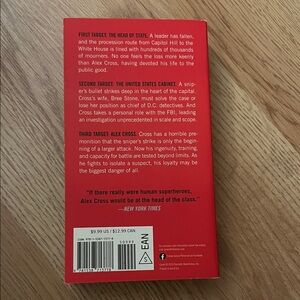 FIRST TARGET: THE HEAD OF STATE. A leader has fallen,
and the procession route from Capitol Hill to the
White House is lined with hundreds of thousands
of mourners. No one feels the loss more keenly
than Alex Cross, having devoted his life to the
public good.
SECOND TARGET: THE UNITED STATES CABINET. A snip-
er's bullet strikes deep in the heart of the capital.
Cross's wife, Bree Stone, must solve the case or
lose her position as chief of D.C. detectives. And
Cross takes a personal role with the FBI, leading
an investigation unprecedented in scale and scope.
THIRD TARGET: ALEX CROSS. Cross has a horrible pre-
monition that the sniper's strike is only the begin-
ning of a larger attack. Now his ingenuity, training,
and capacity for battle are tested beyond limits. As
he fights to isolate a suspect, his loyalty may be
the biggest danger of all.
"If there really were human superheroes,
Alex Cross would be at the head of the class."
—NEW YORK TIMES
$9.99 US / $12.99 CAN
EAN